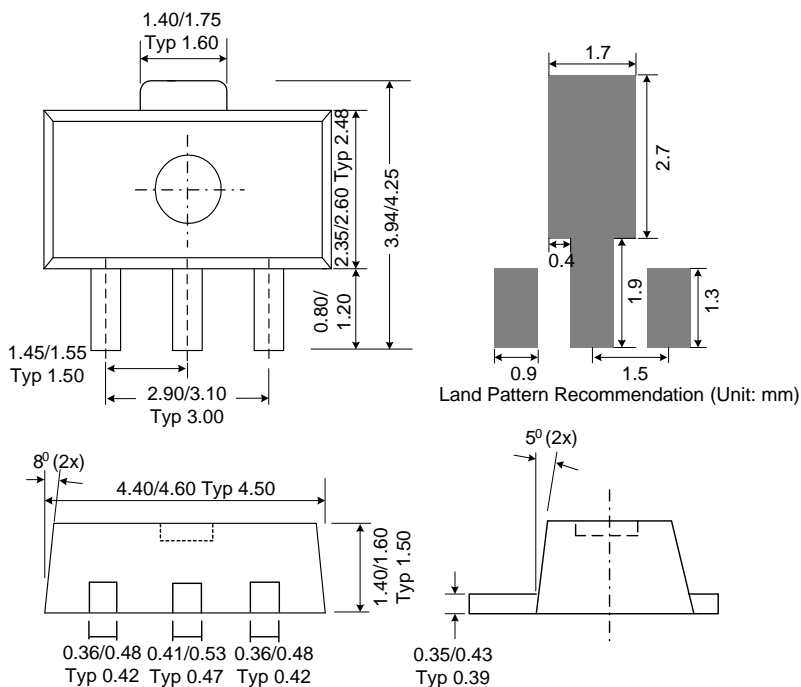 1.40/1.75
Typ 1.60
2.35/2.60 Typ 2.48
3.94/4.25
0.80/
1.20
1.45/1.55
Typ 1.50
2.90/3.10
Typ 3.00
1.7
2.7
0.4
1.9
1.3
0.9
1.5
Land Pattern Recommendation (Unit: mm)
8⁰ (2x)
4.40/4.60 Typ 4.50
1.40/1.60
Typ 1.50
0.36/0.48
Typ 0.42
0.41/0.53
Typ 0.47
0.36/0.48
Typ 0.42
5⁰ (2x)
0.35/0.43
Typ 0.39